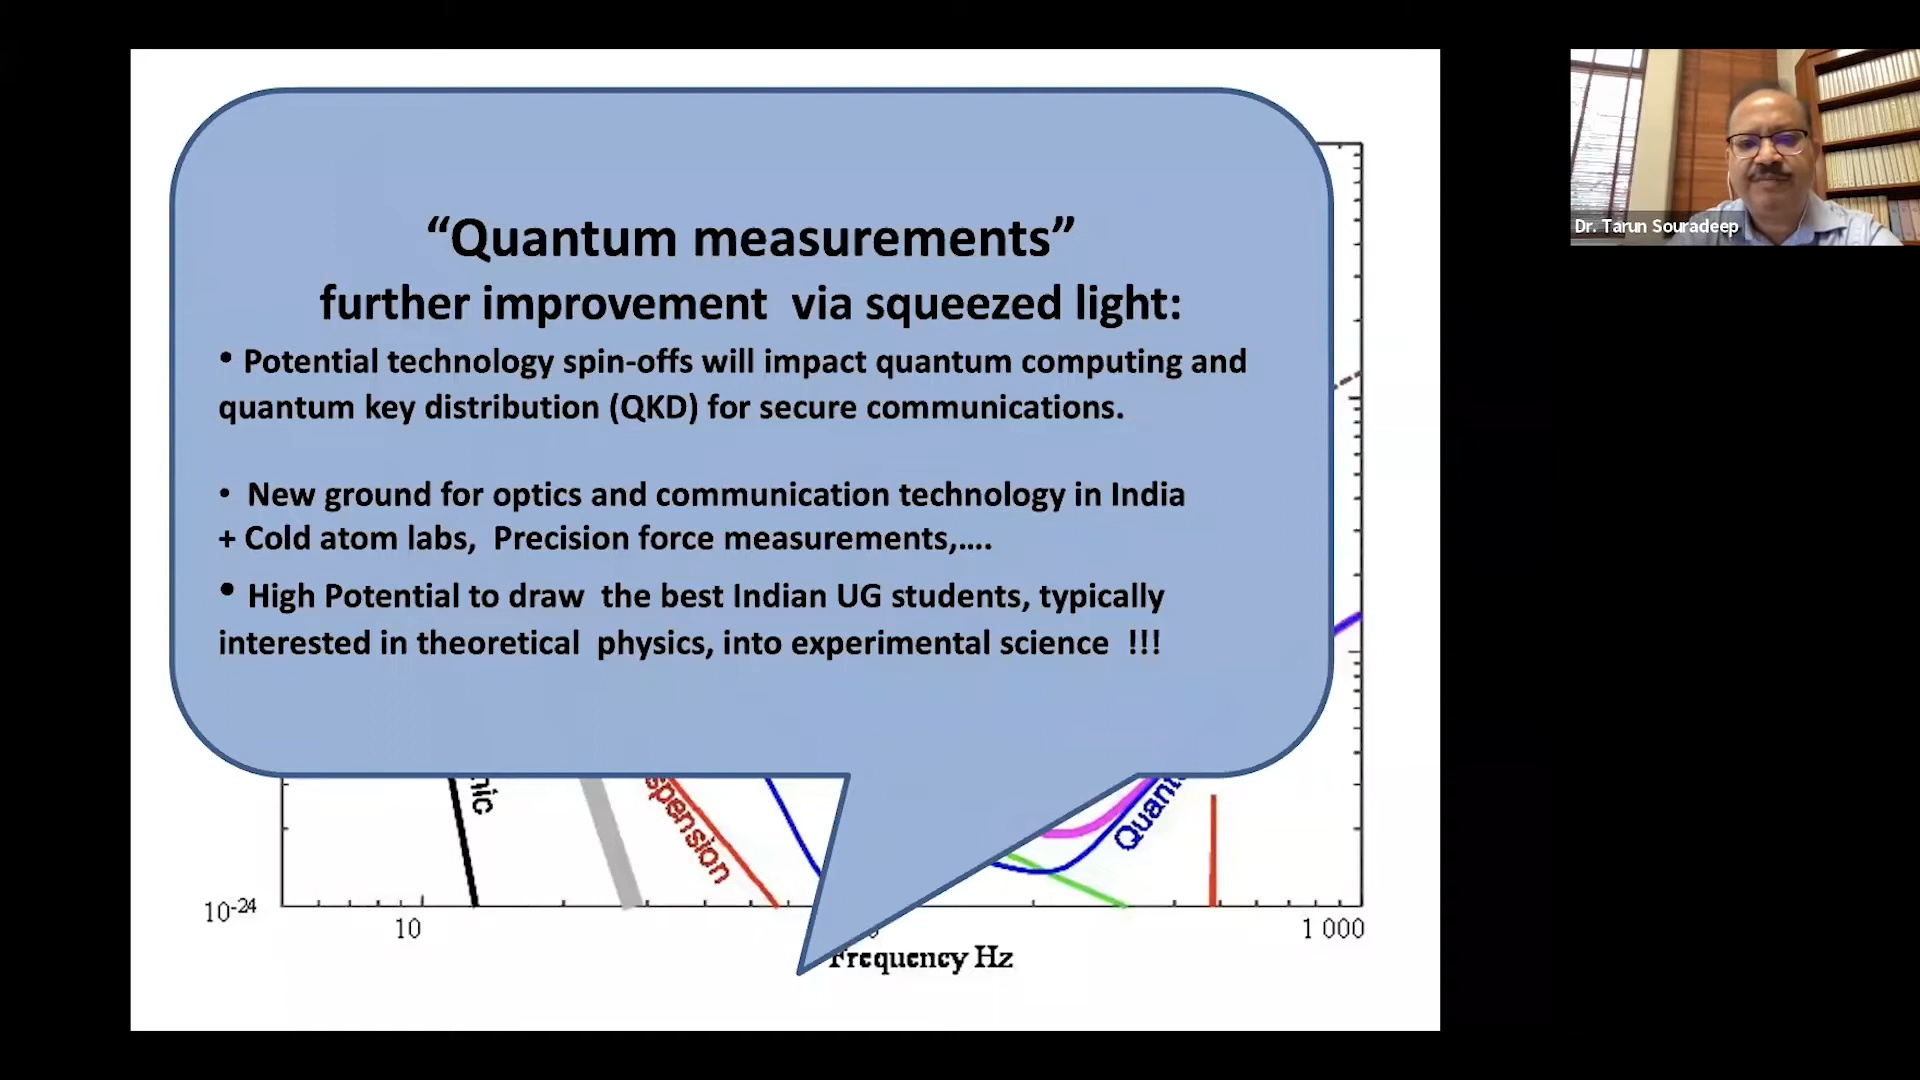 “Quantum measurements”
further improvement via squeezed light:
• Potential technology spin-offs will impact quantum computing and
quantum key distribution (QKD) for secure communications.
• New ground for optics and communication technology in India
+ Cold atom labs, Precision force measurements,....
• High Potential to draw the best Indian UG students, typically
interested in theoretical physics, into experimental science !!!
nic
spension
Quant
10-24
10
1 000
Frequency Hz
Dr. Tarun Souradeep